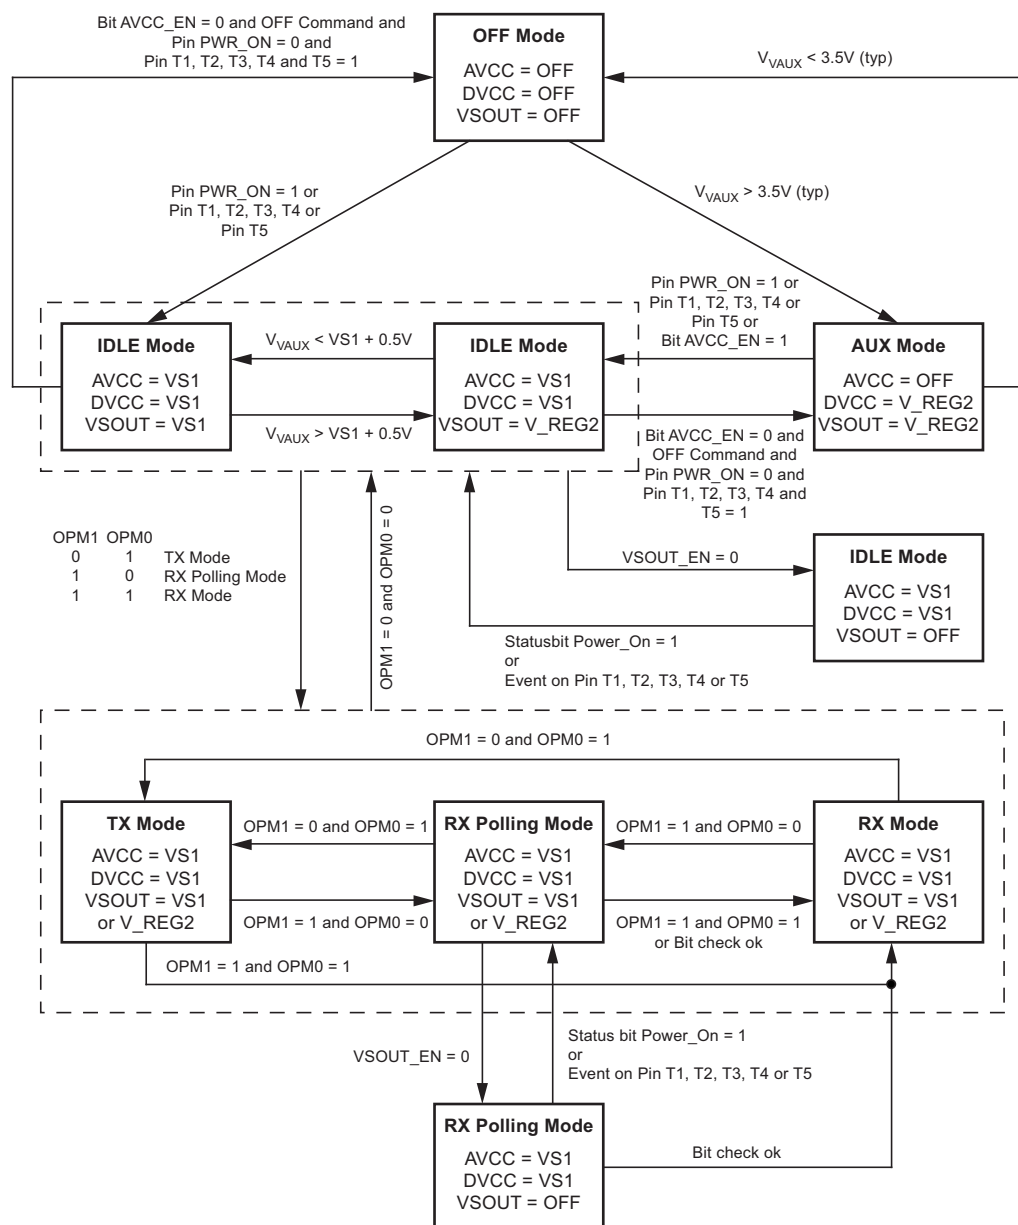 Bit AVCC_EN = 0 and OFF Command and
Pin PWR_ON = 0 and
Pin T1, T2, T3, T4 and T5 = 1
OFF Mode
AVCC = OFF
DVCC = OFF
VSOUT = OFF
VVAUX < 3.5V (typ)
Pin PWR_ON = 1 or
Pin T1, T2, T3, T4 or
Pin T5
VVAUX > 3.5V (typ)
Pin PWR_ON = 1 or
Pin T1, T2, T3, T4 or
Pin T5 or
Bit AVCC_EN = 1
IDLE Mode
AVCC = VS1
DVCC = VS1
VSOUT = VS1
VVAUX < VS1 + 0.5V
VVAUX > VS1 + 0.5V
IDLE Mode
AVCC = VS1
DVCC = VS1
VSOUT = V_REG2
AUX Mode
AVCC = OFF
DVCC = V_REG2
VSOUT = V_REG2
Bit AVCC_EN = 0 and
OFF Command and
Pin PWR_ON = 0 and
Pin T1, T2, T3, T4 and
T5 = 1
OPM1 OPM0
0 1 TX Mode
1 0 RX Polling Mode
1 1 RX Mode
OPM1 = 0 and OPM0 = 0
VSOUT_EN = 0
IDLE Mode
AVCC = VS1
DVCC = VS1
VSOUT = OFF
Statusbit Power_On = 1
or
Event on Pin T1, T2, T3, T4 or T5
OPM1 = 0 and OPM0 = 1
TX Mode
AVCC = VS1
DVCC = VS1
VSOUT = VS1
or V_REG2
OPM1 = 0 and OPM0 = 1
OPM1 = 1 and OPM0 = 0
RX Polling Mode
AVCC = VS1
DVCC = VS1
VSOUT = VS1
or V_REG2
OPM1 = 1 and OPM0 = 0
OPM1 = 1 and OPM0 = 1
or Bit check ok
RX Mode
AVCC = VS1
DVCC = VS1
VSOUT = VS1
or V_REG2
OPM1 = 1 and OPM0 = 1
VSOUT_EN = 0
Status bit Power_On = 1
or
Event on Pin T1, T2, T3, T4 or T5
RX Polling Mode
AVCC = VS1
DVCC = VS1
VSOUT = OFF
Bit check ok